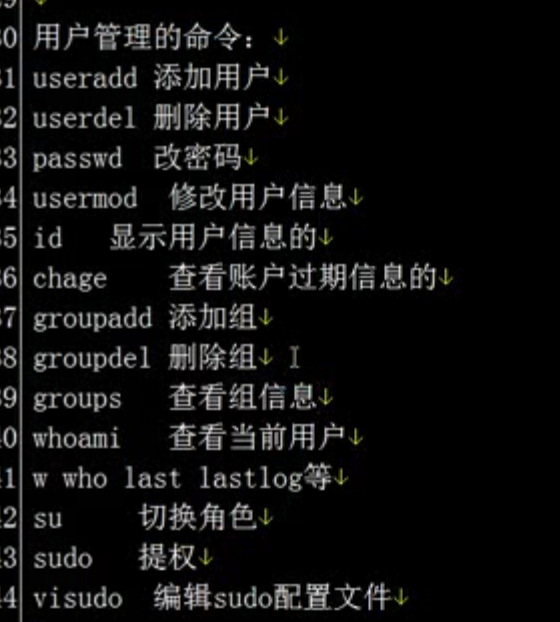 用户管理的命令：↓
31 useradd 添加用户↓
32 userdel 删除用户↓
33 passwd 改密码↓
34 usermod 修改用户信息↓
35 id 显示用户信息的↓
36 chage 查看账户过期信息的↓
37 groupadd 添加组↓
38 groupdel 删除组↓
39 groups 查看组信息↓
40 whoami 查看当前用户↓
41 w who last lastlog等↓
42 su 切换角色↓
43 sudo 提权↓
44 visudo 编辑sudo配置文件↓